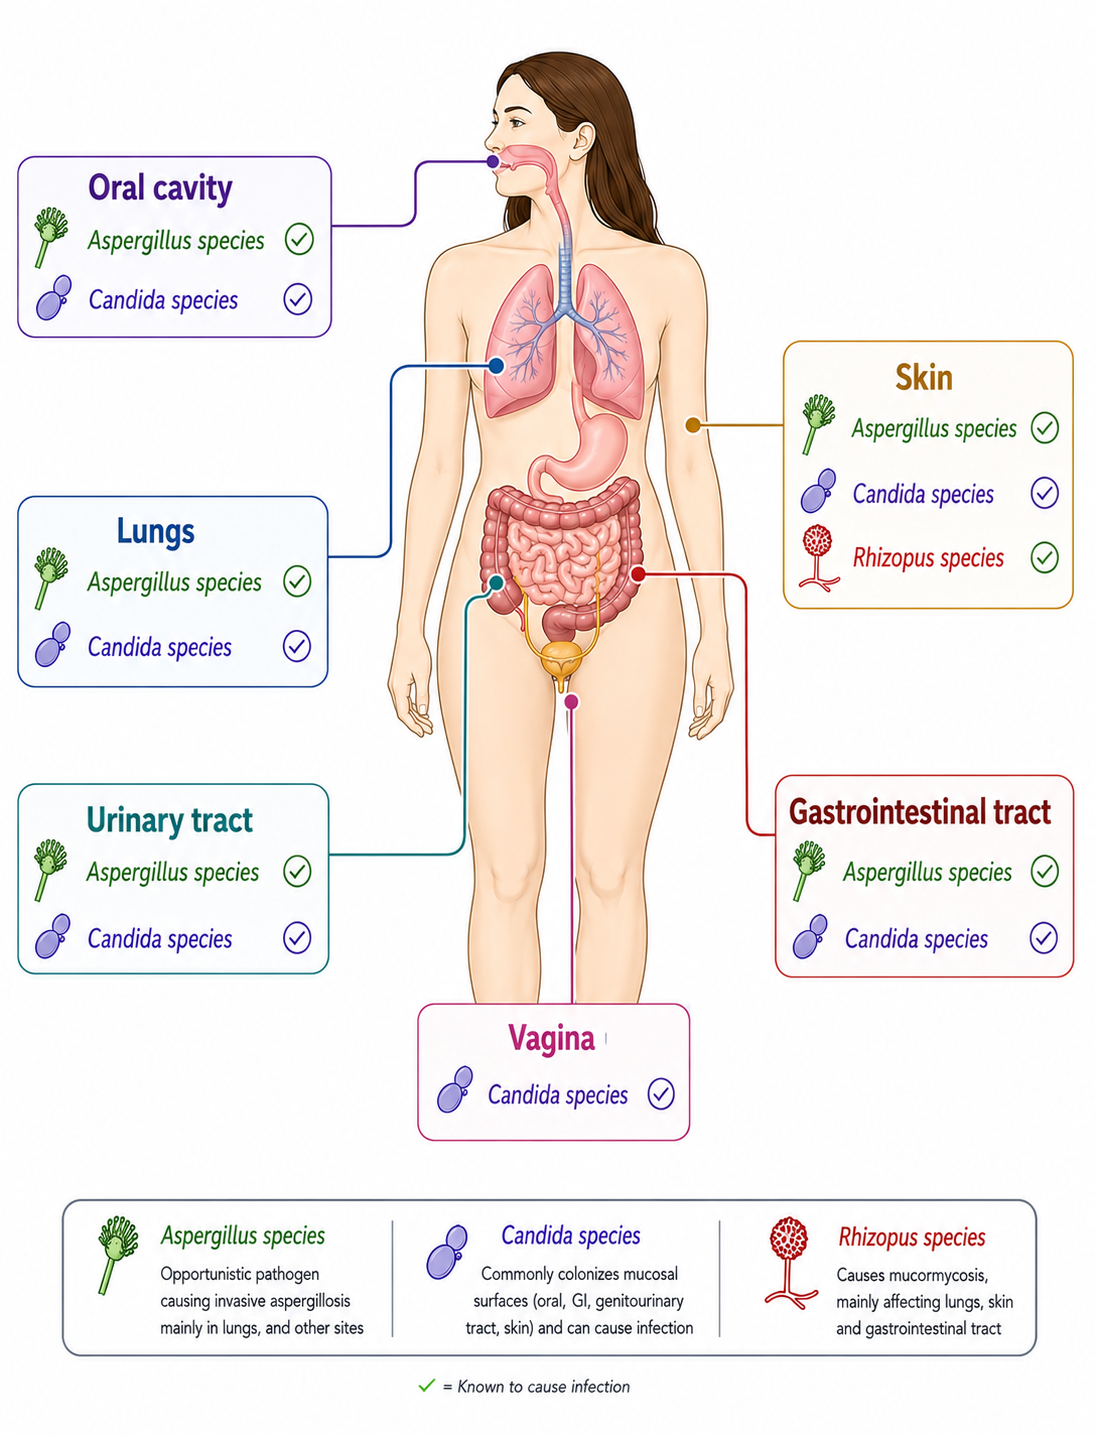 Oral cavity
Aspergillus species
Candida species
Lungs
Aspergillus species
Candida species
Urinary tract
Aspergillus species
Candida species
Skin
Aspergillus species
Candida species
Rhizopus species
Gastrointestinal tract
Aspergillus species
Candida species
Vagina
Candida species
Aspergillus species
Opportunistic pathogen
causing invasive aspergillosis
mainly in lungs, and other sites
Candida species
Commonly colonizes mucosal
surfaces (oral, GI, genitourinary
tract, skin) and can cause infection
Rhizopus species
Causes mucormycosis,
mainly affecting lungs, skin
and gastrointestinal tract
✓ = Known to cause infection